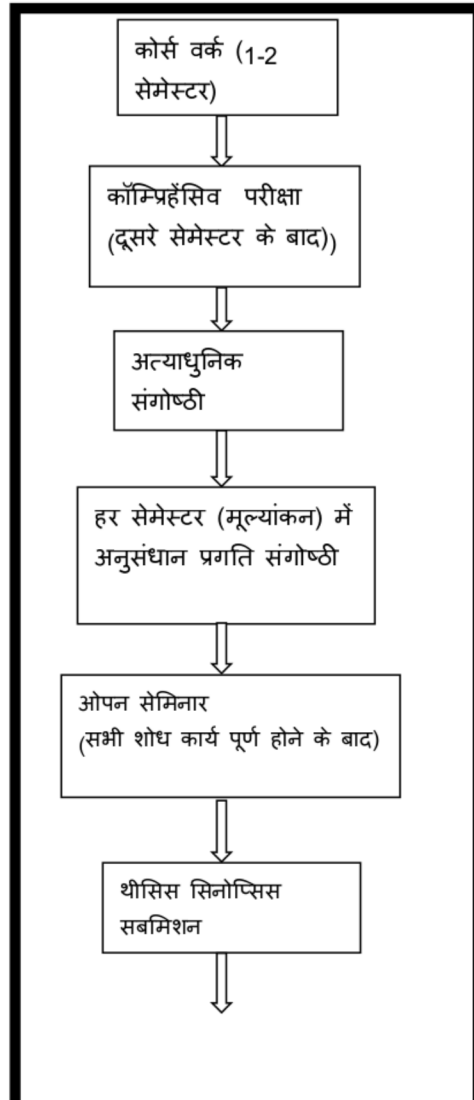 कोर्स वर्क (1-2
सेमेस्टर)
कॉम्प्रिहेंसिव परीक्षा
(दूसरे सेमेस्टर के बाद))
अत्याधुनिक
संगोष्ठी
हर सेमेस्टर (मूल्यांकन) में
अनुसंधान प्रगति संगोष्ठी
ओपन सेमिनार
(सभी शोध कार्य पूर्ण होने के बाद)
थीसिस सिनोप्सिस
सबमिशन